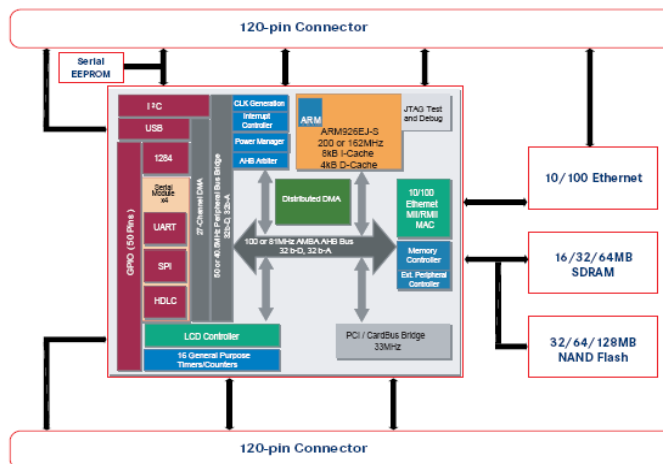 120-pin Connector
Serial
EEPROM
I²C
USB
1284
Serial
Module
x4
UART
SPI
HDLC
GPIO (50 Pins)
27-Channel DMA
50 or 40.5MHz Peripheral Bus Bridge
32b-D, 32b-A
CLK Generation
Interrupt
Controller
Power Manager
AHB Arbiter
ARM
ARM926EJ-S
200 or 162MHz
8kB I-Cache
4kB D-Cache
JTAG Test
and Debug
Distributed DMA
10/100
Ethernet
MII/RMII
MAC
100 or 81MHz AMBA AHB Bus
32 b-D, 32 b-A
Memory
Controller
Ext. Peripheral
Controller
LCD Controller
16 General Purpose
Timers/Counters
PCI / CardBus Bridge
33MHz
10/100 Ethernet
16/32/64MB
SDRAM
32/64/128MB
NAND Flash
120-pin Connector